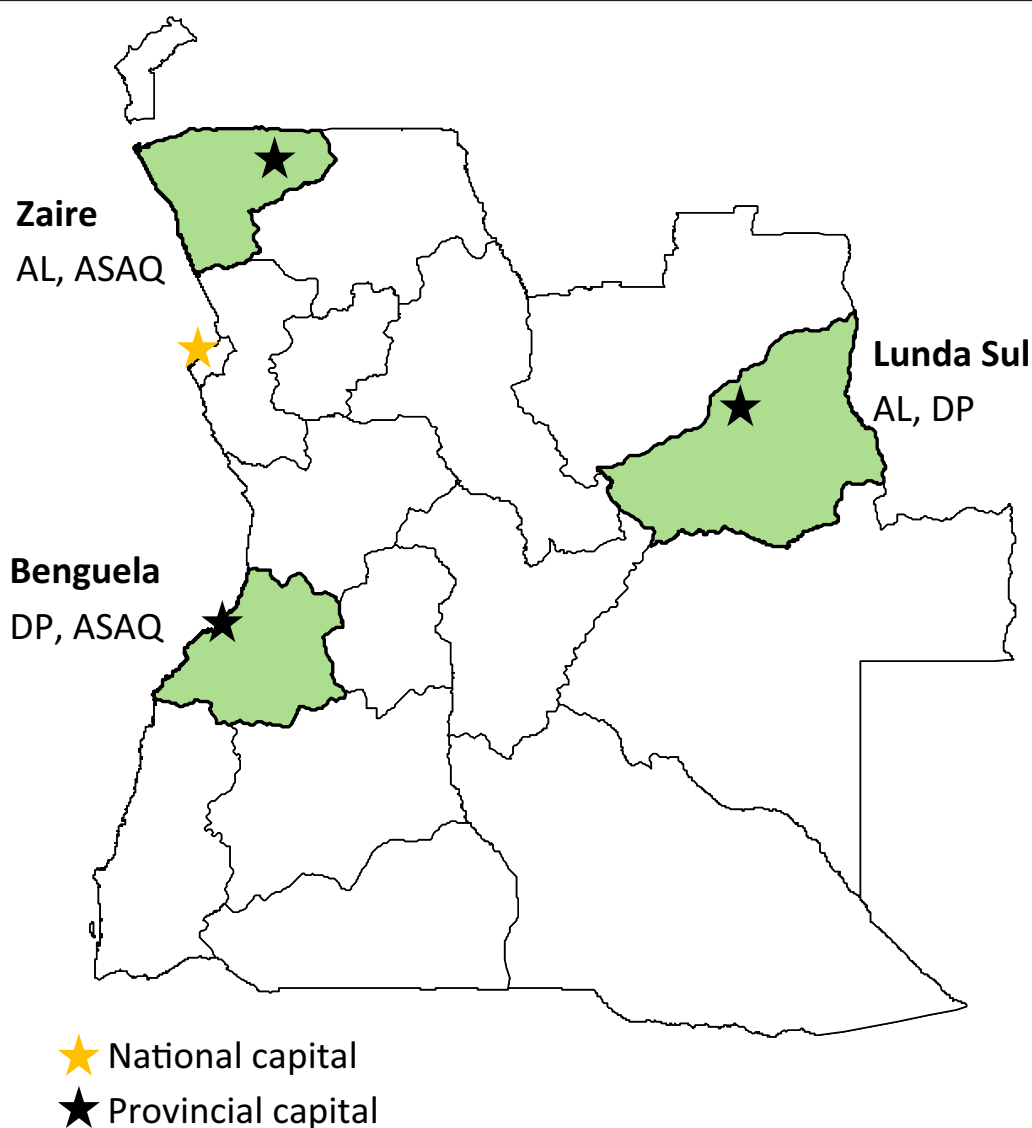 Zaire
AL, ASAQ
Lunda Sul
AL, DP
Benguela
DP, ASAQ
National capital
Provincial capital